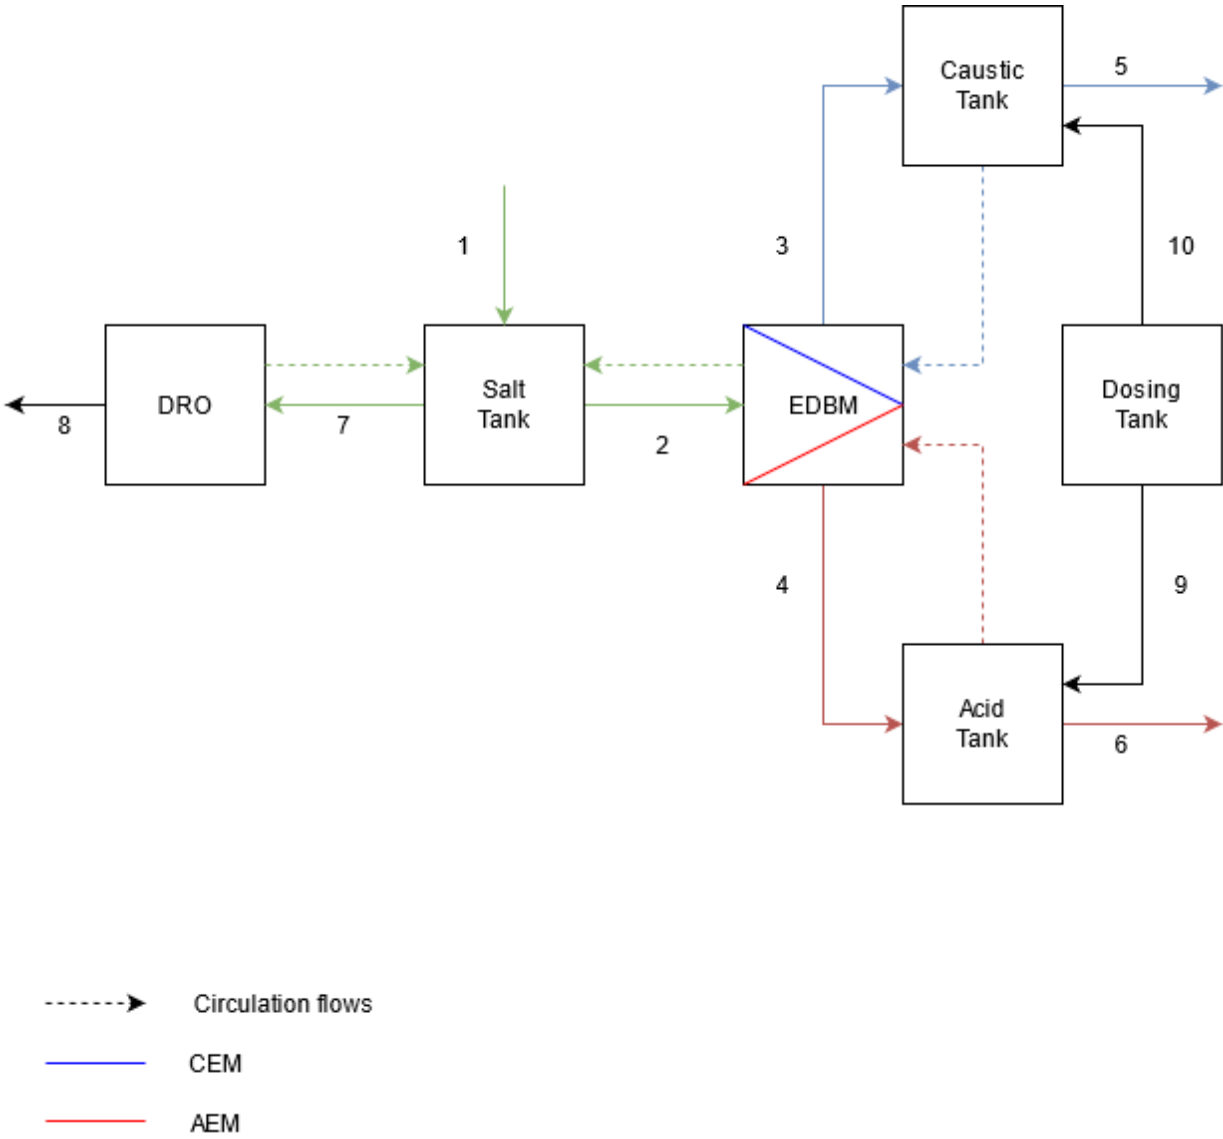 Caustic
Tank
5
1
3
10
DRO
Salt
Tank
EDBM
Dosing
Tank
8
7
2
4
9
Acid
Tank
6
Circulation flows
CEM
AEM